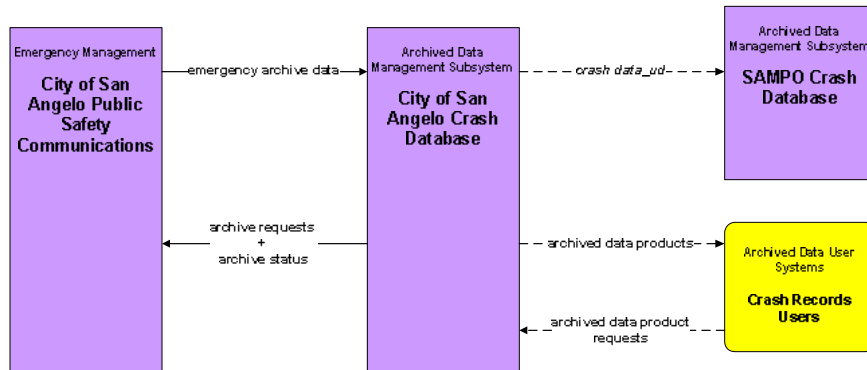 Emergency Management
City of San
Angelo Public
Safety
Communications
emergency archive data
Archived Data
Management Subsystem
City of San
Angelo Crash
Database
crash data_ud
Archived Data
Management Subsystem
SAMPO Crash
Database
archive requests
+
archive status
archived data products
Archived Data User
Systems
Crash Records
Users
archived data product
requests